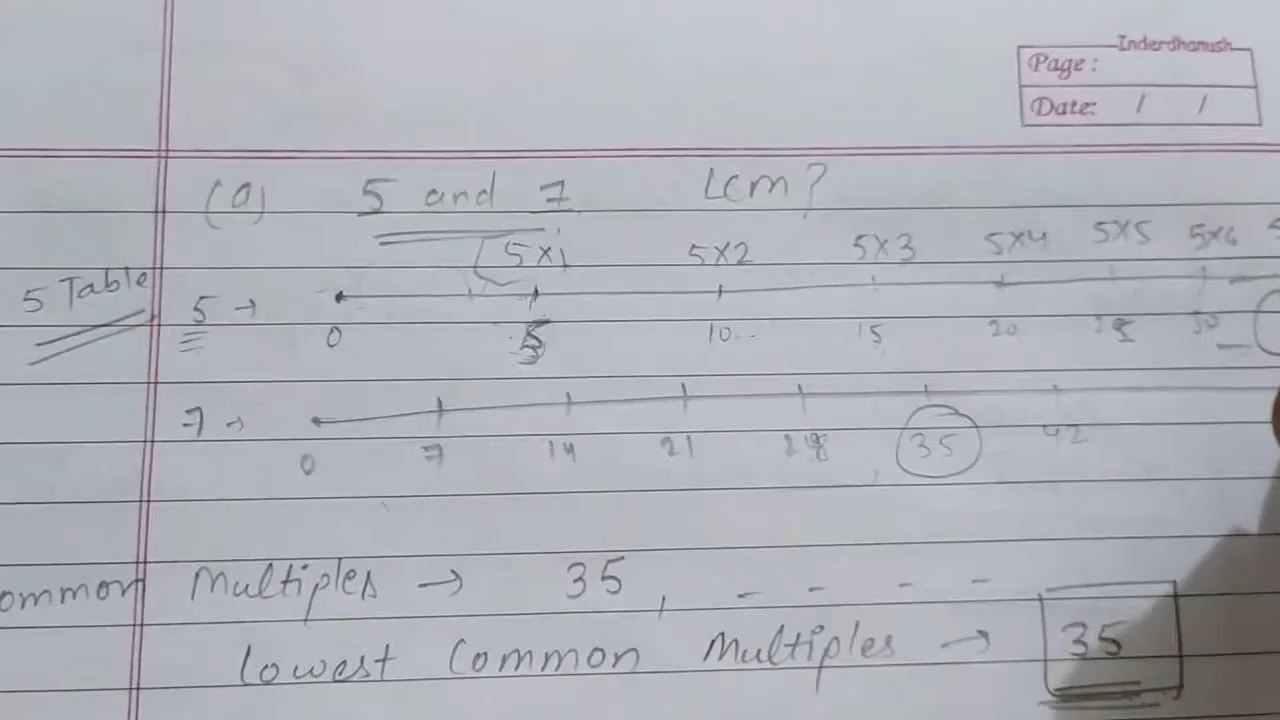 Inderdhanush
Page :
Date: / /
(a) 5 and 7 LCM?
5×1 5×2 5×3 5×4 5×5 5×6
5 Table
5 →
0 5 10 15 20 25 30
7 →
0 7 14 21 28 35 42
ommon Multiples → 35, - - - -
lowest Common Multiples → 35